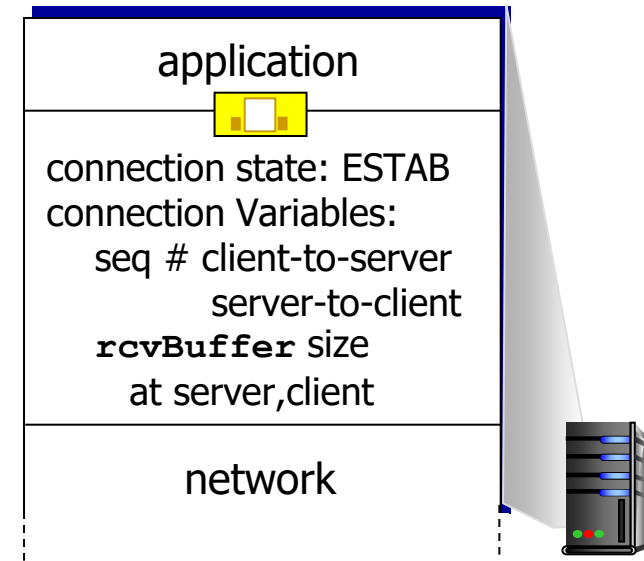 application
connection state: ESTAB
connection Variables:
seq # client-to-server
server-to-client
rcvBuffer size
at server,client
network